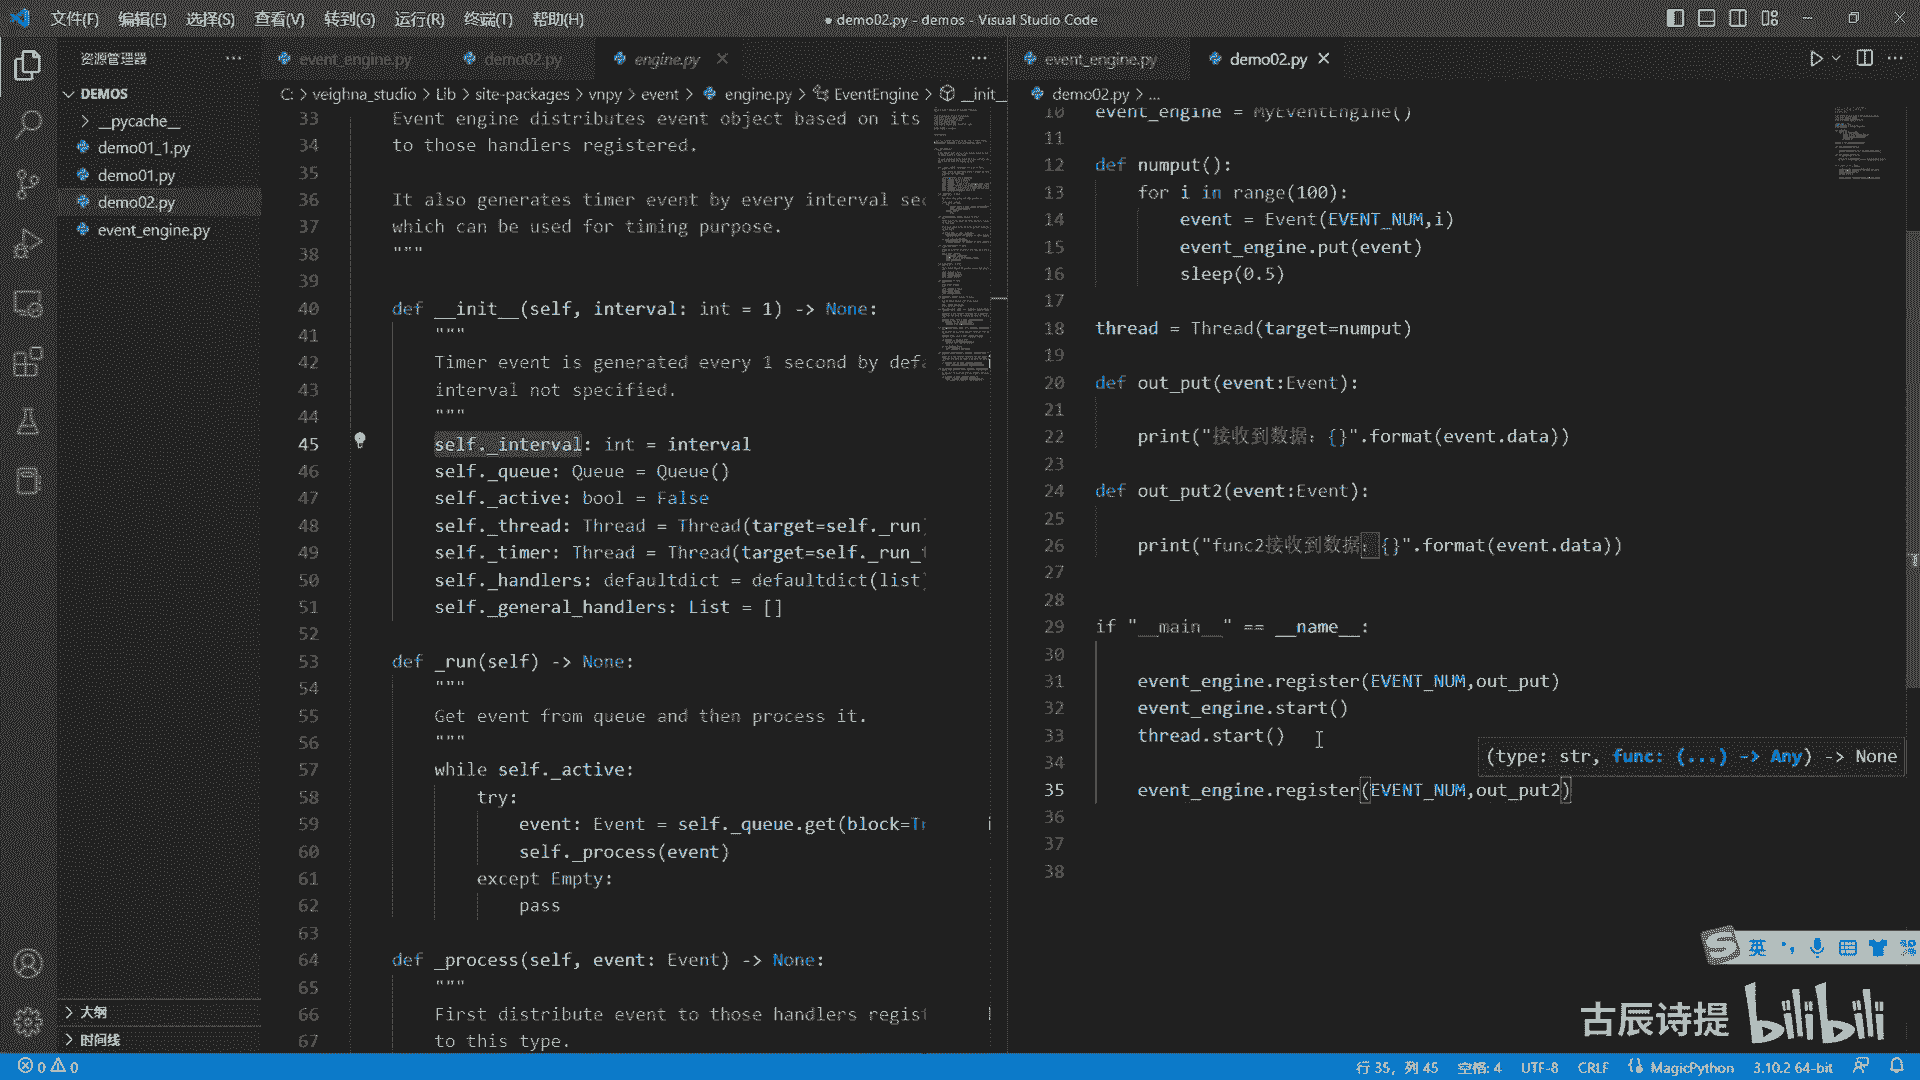 文件(F) 编辑(E) 选择(S) 查看(V) 转到(G) 运行(R) 终端(T) 帮助(H)
● demo02.py - demos - Visual Studio Code
资源管理器
DEMOS
__pycache__
demo01_1.py
demo01.py
demo02.py
event_engine.py
大纲
时间线
event_engine.py demo02.py engine.py
C: > veighna_studio > Lib > site-packages > vnpy > event > engine.py > EventEngine > __init_
33 Event engine distributes event object based on its
34 to those handlers registered.
35
36 It also generates timer event by every interval sec
37 which can be used for timing purpose.
38 """
39
40 def __init__(self, interval: int = 1) -> None:
41 """
42 Timer event is generated every 1 second by defa
43 interval not specified.
44 """
45 self._interval: int = interval
46 self._queue: Queue = Queue()
47 self._active: bool = False
48 self._thread: Thread = Thread(target=self._run)
49 self._timer: Thread = Thread(target=self._run_t
50 self._handlers: defaultdict = defaultdict(list)
51 self._general_handlers: List = []
52
53 def _run(self) -> None:
54 """
55 Get event from queue and then process it.
56 """
57 while self._active:
58 try:
59 event: Event = self._queue.get(block=Tr
60 self._process(event)
61 except Empty:
62 pass
63
64 def _process(self, event: Event) -> None:
65 """
66 First distribute event to those handlers regist
67 to this type.
event_engine.py demo02.py
demo02.py > ...
10 event_engine = MyEventEngine()
11
12 def numput():
13 for i in range(100):
14 event = Event(EVENT_NUM,i)
15 event_engine.put(event)
16 sleep(0.5)
17
18 thread = Thread(target=numput)
19
20 def out_put(event:Event):
21
22 print("接收到数据：{}".format(event.data))
23
24 def out_put2(event:Event):
25
26 print("func2接收到数据：{}".format(event.data))
27
28
29 if "__main__" == __name__:
30
31 event_engine.register(EVENT_NUM,out_put)
32 event_engine.start()
33 thread.start()
34
(type: str, func: (...) -> Any) -> None
35 event_engine.register(EVENT_NUM,out_put2)
36
37
38
英
古辰诗提 bilibili
0 0
行 35，列 45 空格: 4 UTF-8 CRLF MagicPython 3.10.2 64-bit